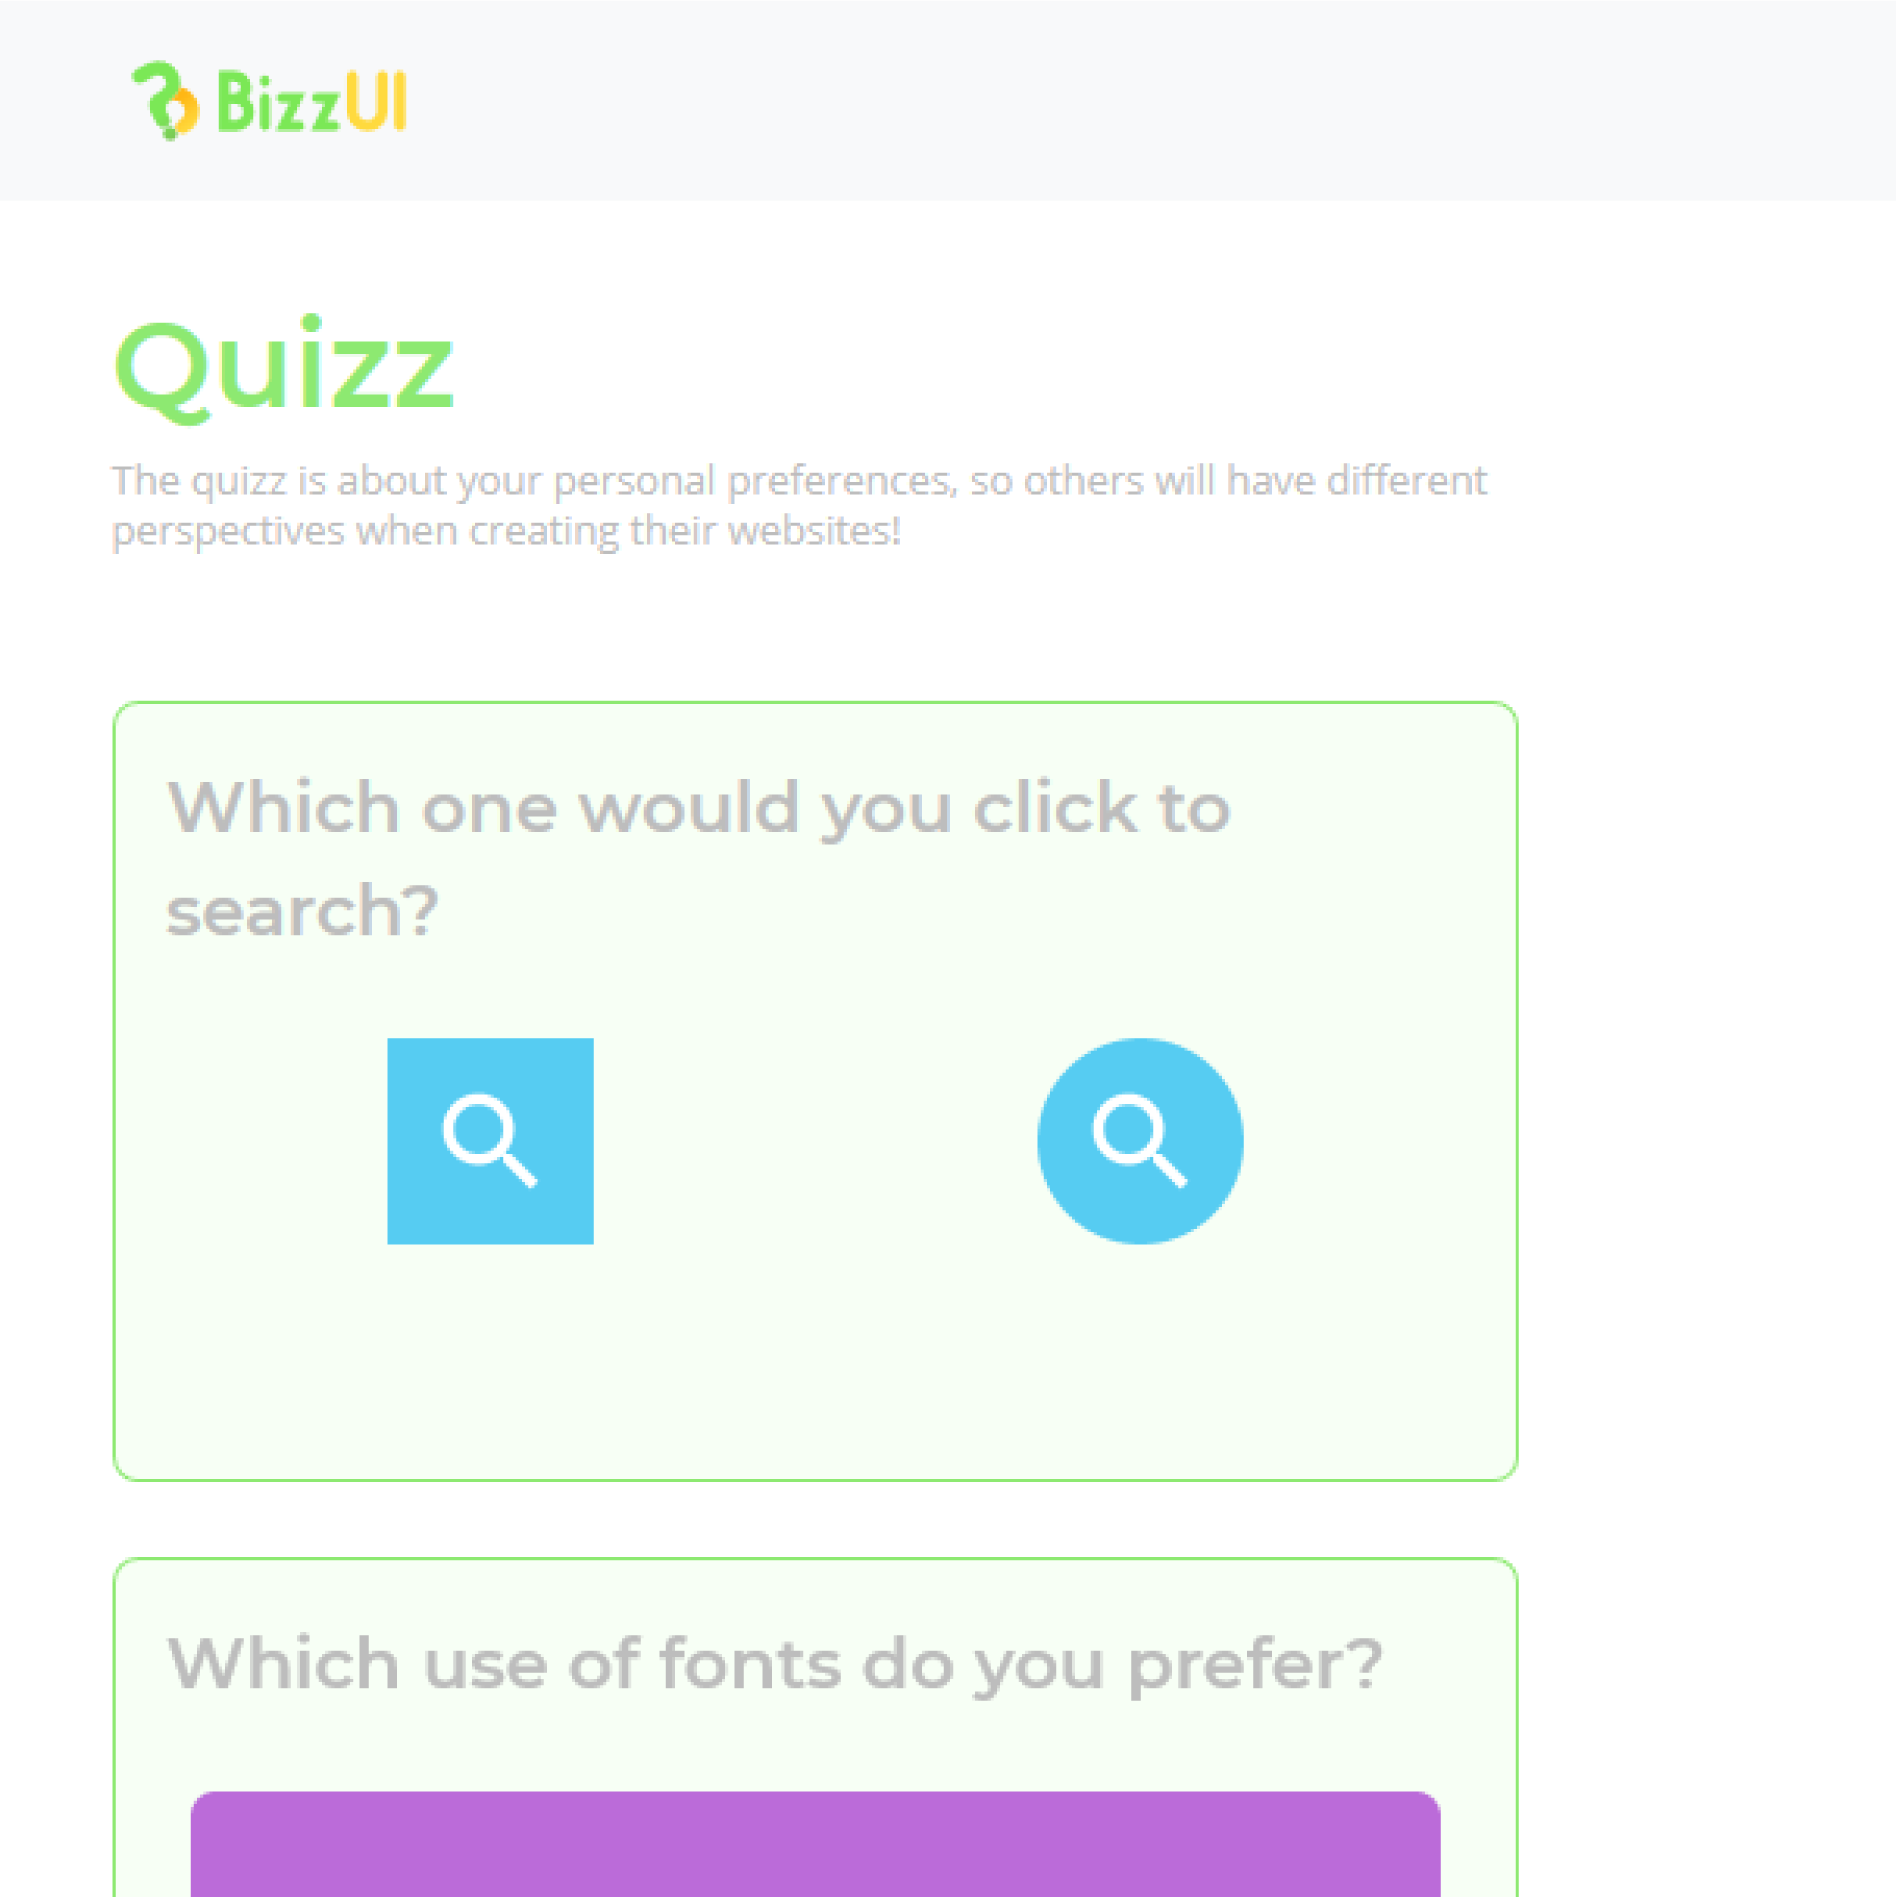 BizzUI
Quizz
The quizz is about your personal preferences, so others will have different
perspectives when creating their websites!
Which one would you click to
search?
Which use of fonts do you prefer?